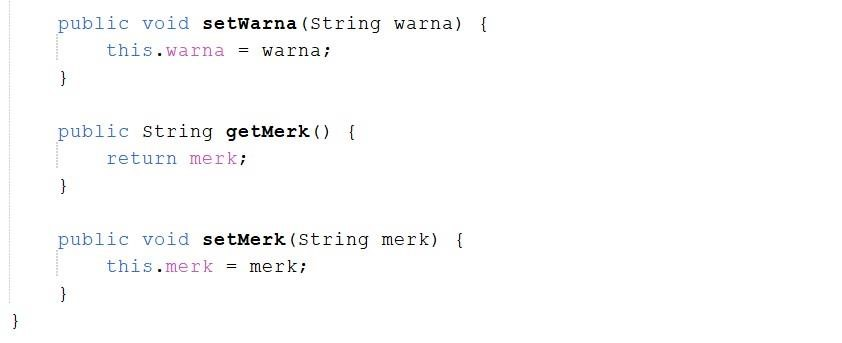 public void setWarna(String warna) {
this.warna = warna;
}
public String getMerk() {
return merk;
}
public void setMerk(String merk) {
this.merk = merk;
}
}